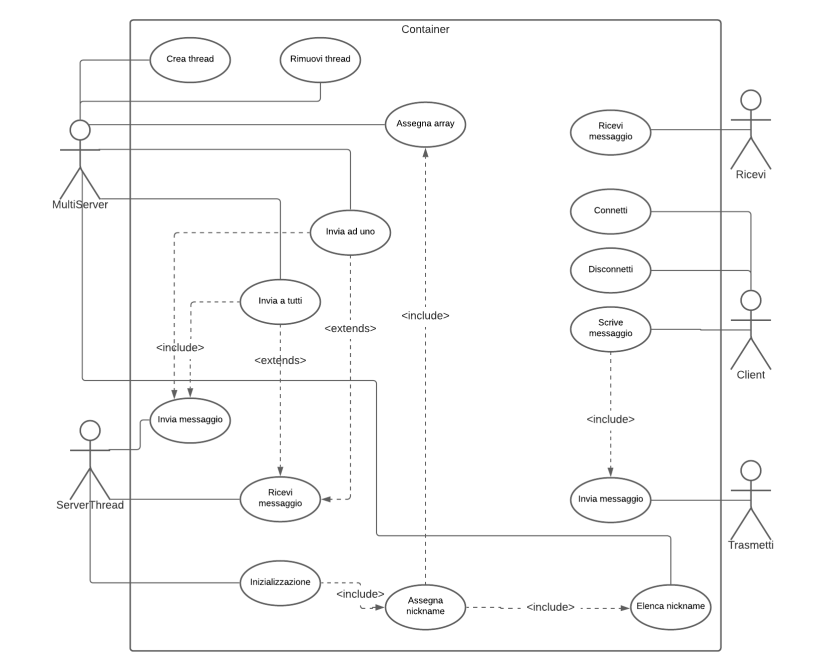 Container
Crea thread
Rimuovi thread
Assegna array
Ricevi
messaggio
Ricevi
MultiServer
Connetti
Invia ad uno
Disconnetti
Invia a tutti
<include>
<extends>
Scrive
messaggio
<include>
<extends>
Client
Invia messaggio
<include>
ServerThread
Ricevi
messaggio
Invia messaggio
Trasmetti
Inizializzazione
<include>
Assegna
nickname
<include>
Elenca nickname